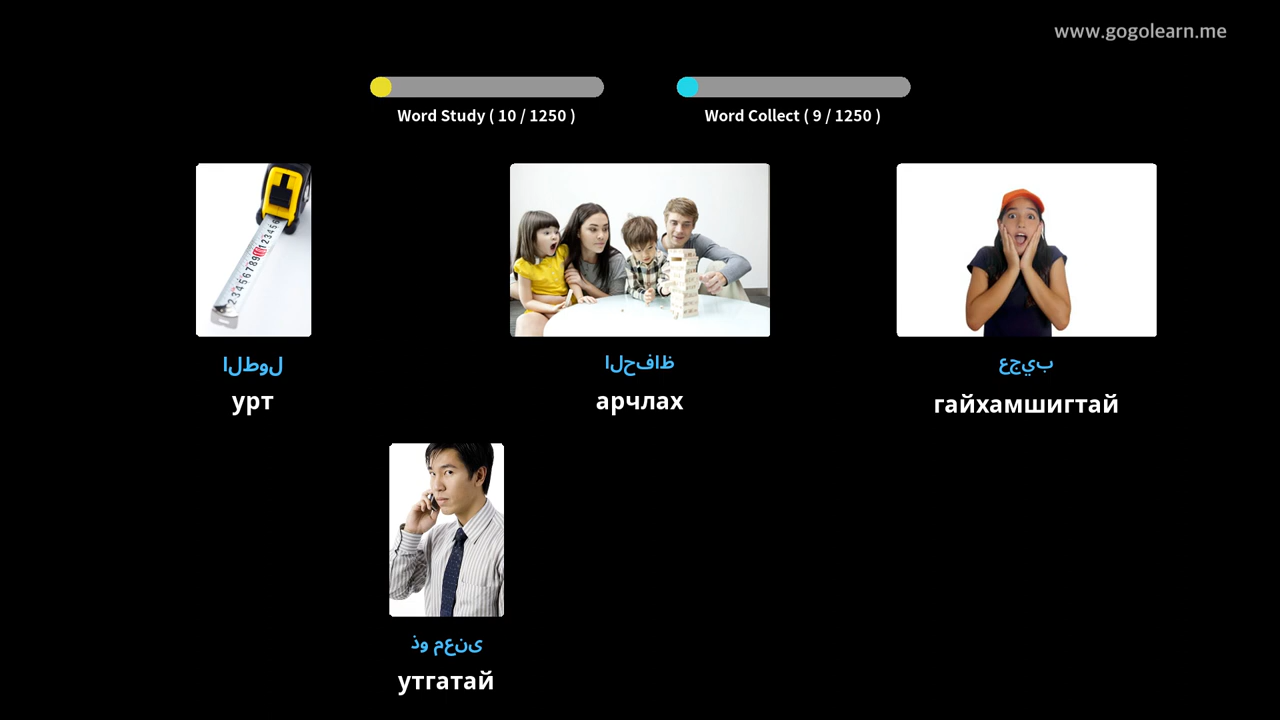 www.gogolearn.me
Word Study ( 10 / 1250 )
Word Collect ( 9 / 1250 )
الطول
урт
الحفاظ
арчлах
عجيب
гайхамшигтай
ذو معنى
утгатай